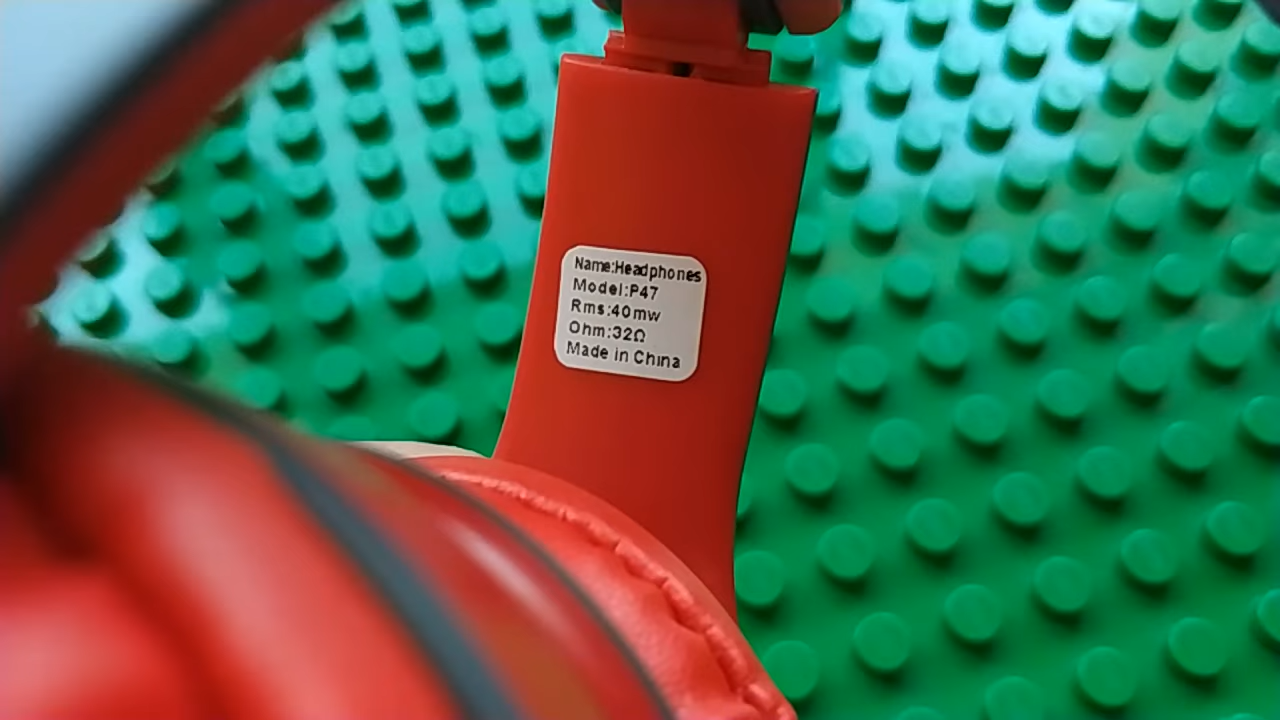 Name:Headphones
Model:P47
Rms:40mw
Ohm:32Ω
Made in China